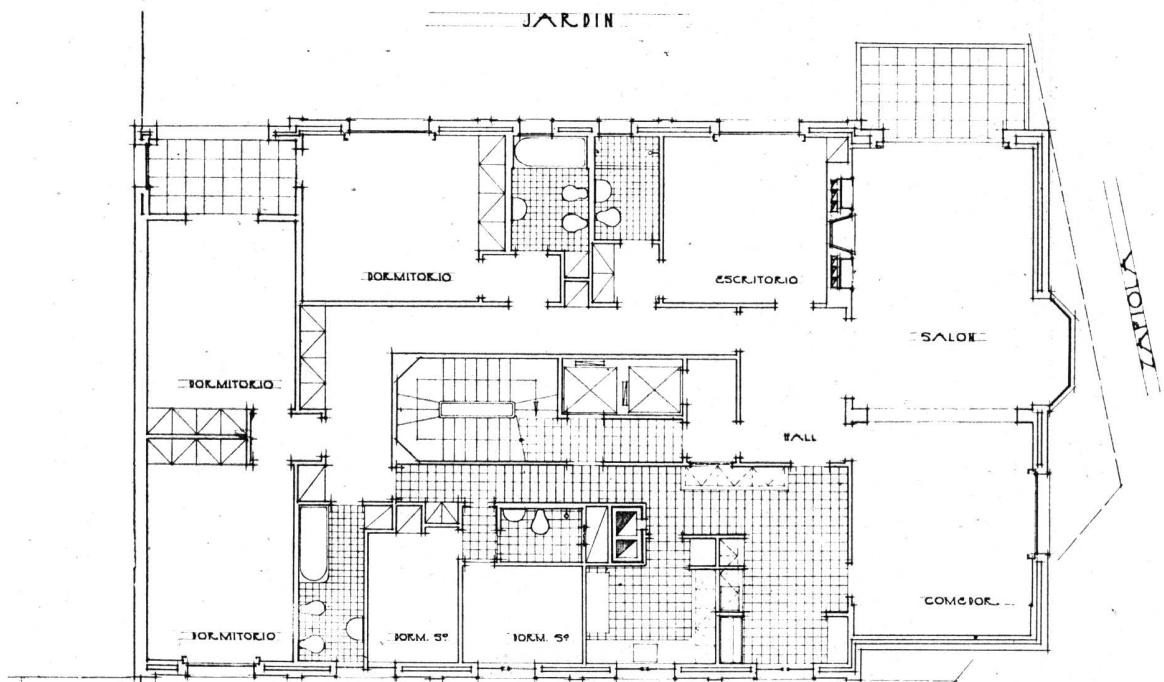 JARDIN
DORMITORIO
ESCRITORIO
ZAPIOLA
SALON
DORMITORIO
HALL
COMEDOR
DORMITORIO
DORM. Sº
DORM. Sº